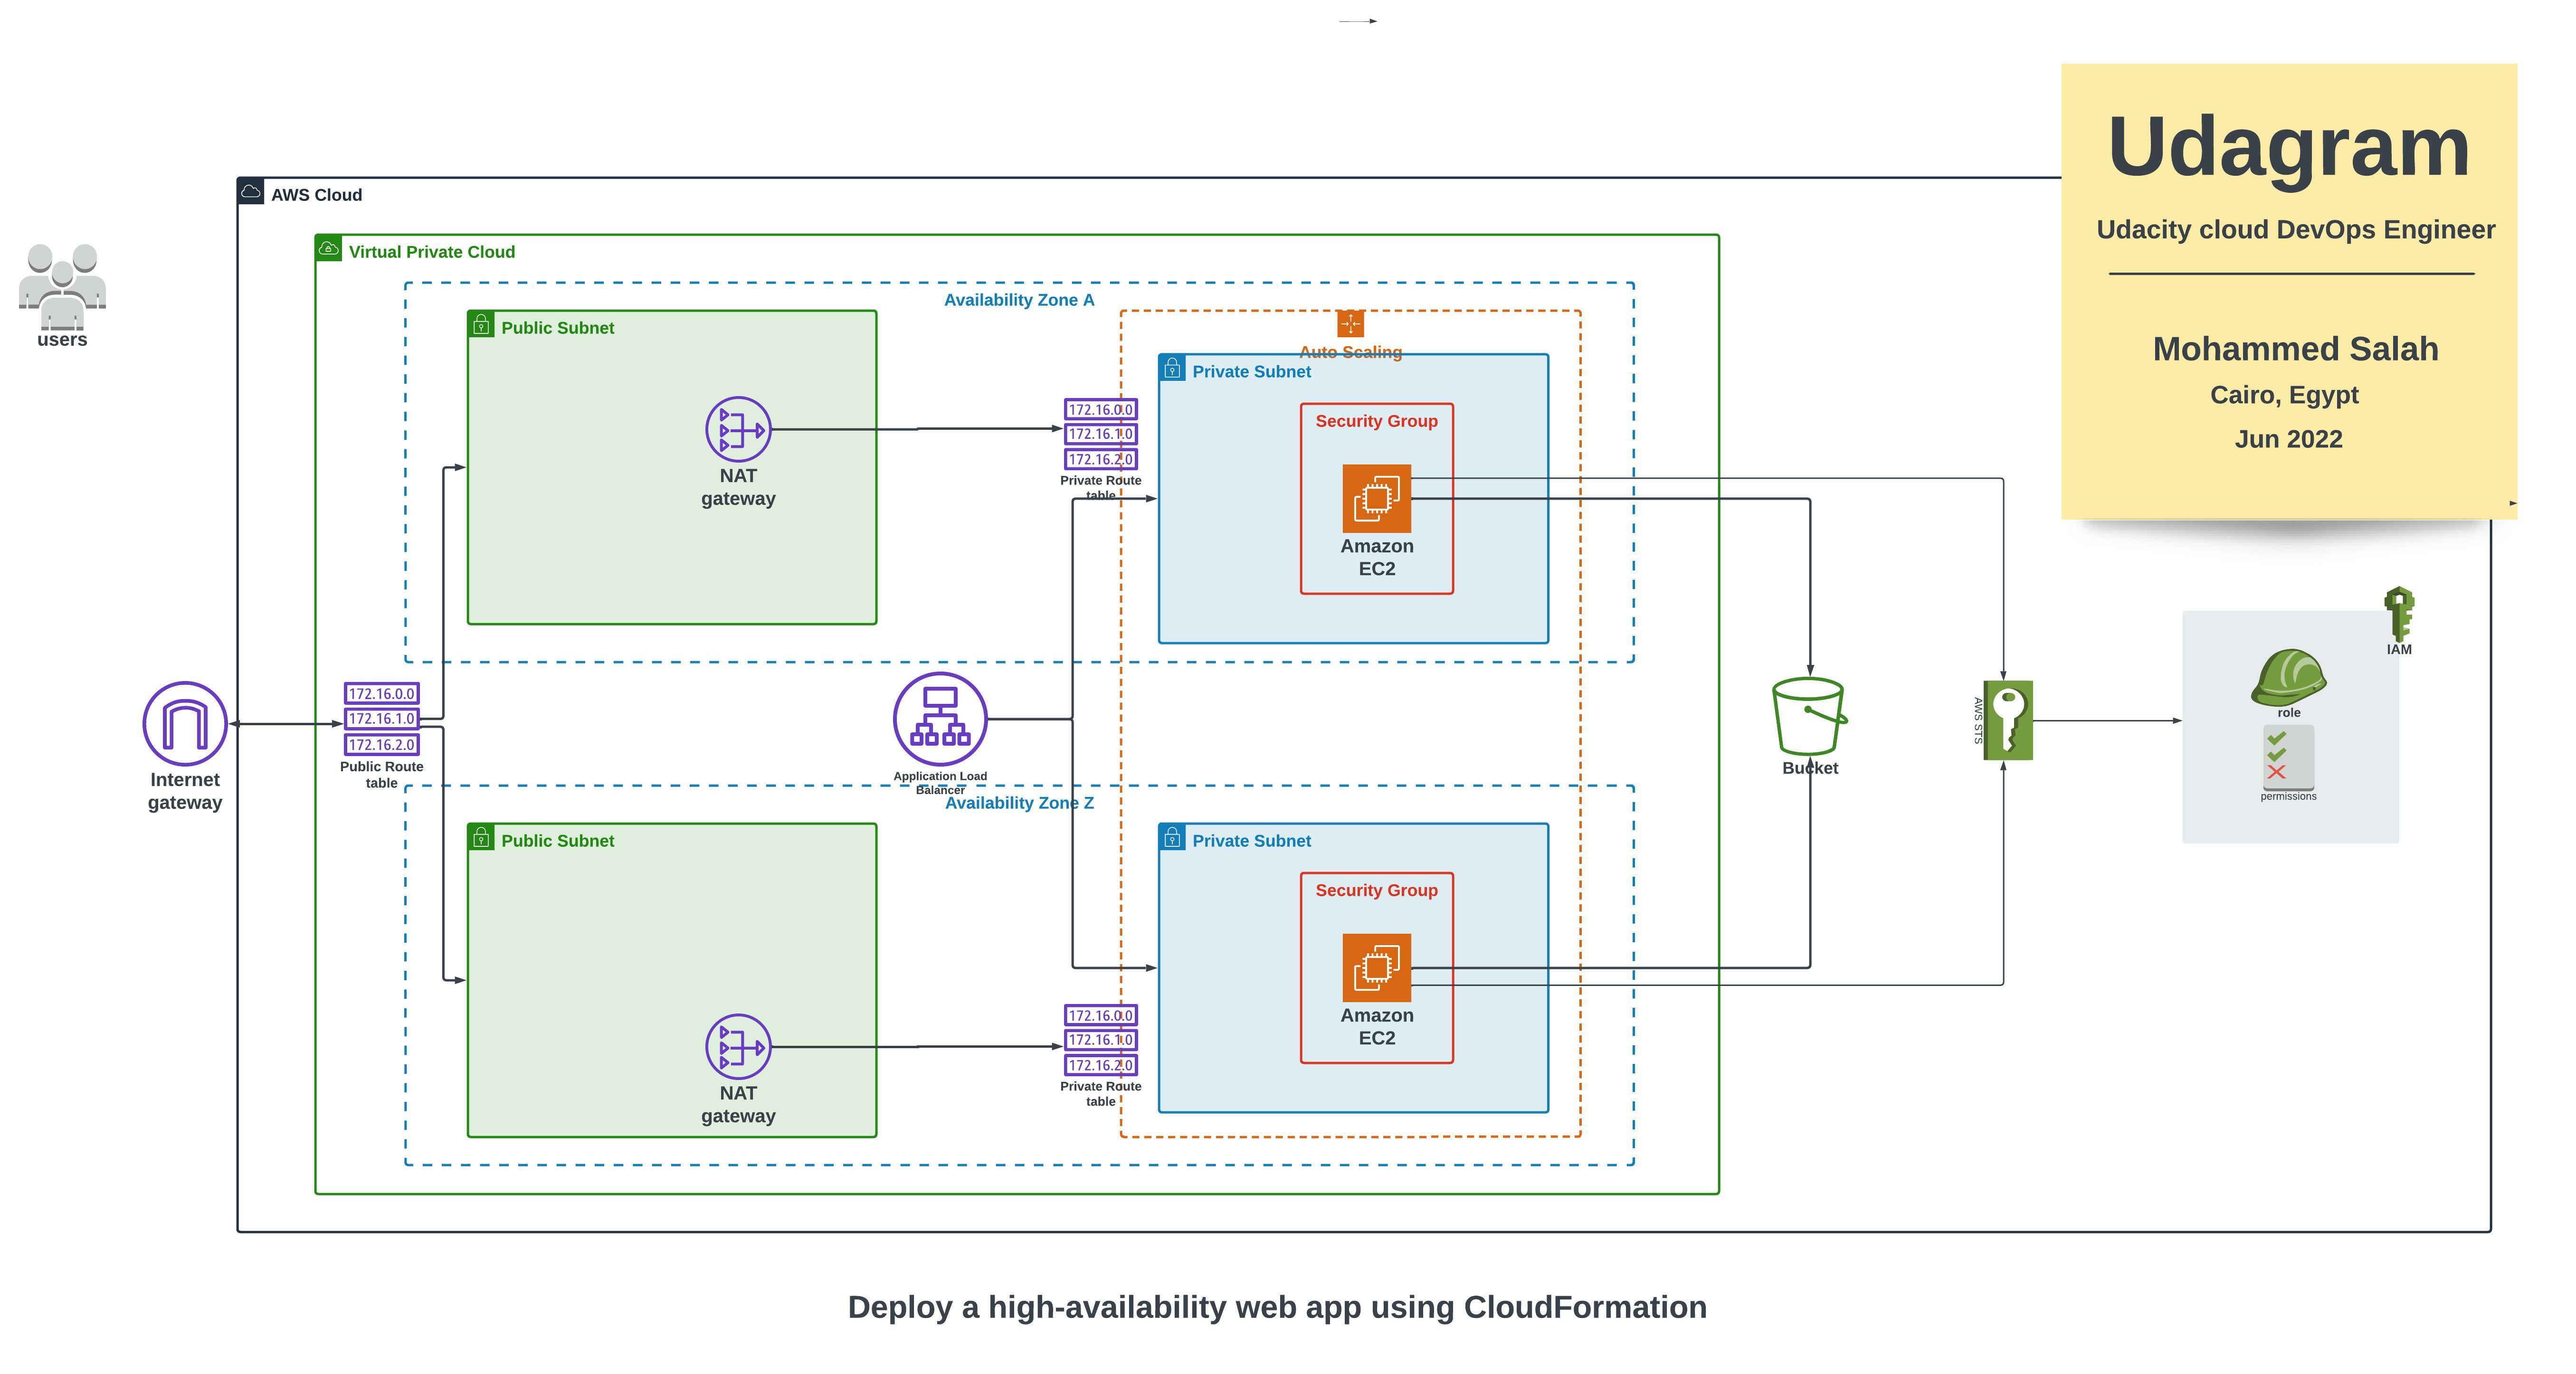 Udagram
Udacity cloud DevOps Engineer
Mohammed Salah
Cairo, Egypt
Jun 2022
AWS Cloud
Virtual Private Cloud
users
Availability Zone A
Public Subnet
NAT
gateway
Auto Scaling
Private Subnet
172.16.0.0
172.16.1.0
172.16.2.0
Private Route
table
Security Group
Amazon
EC2
Internet
gateway
172.16.0.0
172.16.1.0
172.16.2.0
Public Route
table
Application Load
Balancer
Bucket
AWS STS
IAM
role
permissions
Availability Zone Z
Public Subnet
NAT
gateway
Private Subnet
172.16.0.0
172.16.1.0
172.16.2.0
Private Route
table
Security Group
Amazon
EC2
Deploy a high-availability web app using CloudFormation